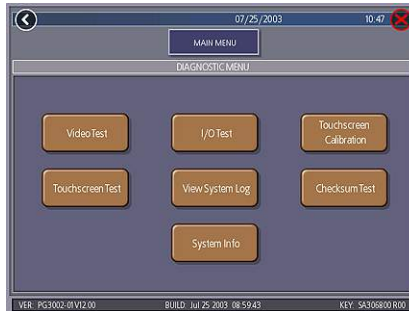 07/25/2003 10:47
MAIN MENU
DIAGNOSTIC MENU
Video Test I/O Test Touchscreen
Calibration
Touchscreen Test View System Log Checksum Test
System Info
VER: PG3002-01V12.00 BUILD: Jul 25 2003 08:59:43 KEY: SA306800 R00